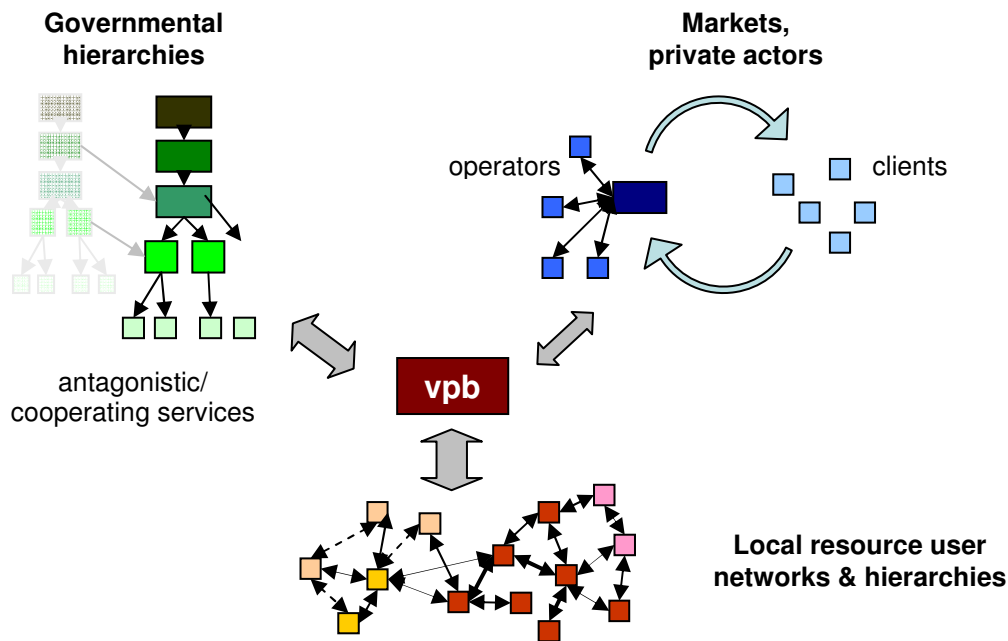 Governmental
hierarchies
Markets,
private actors
operators
clients
antagonistic/
cooperating services
vpb
Local resource user
networks & hierarchies